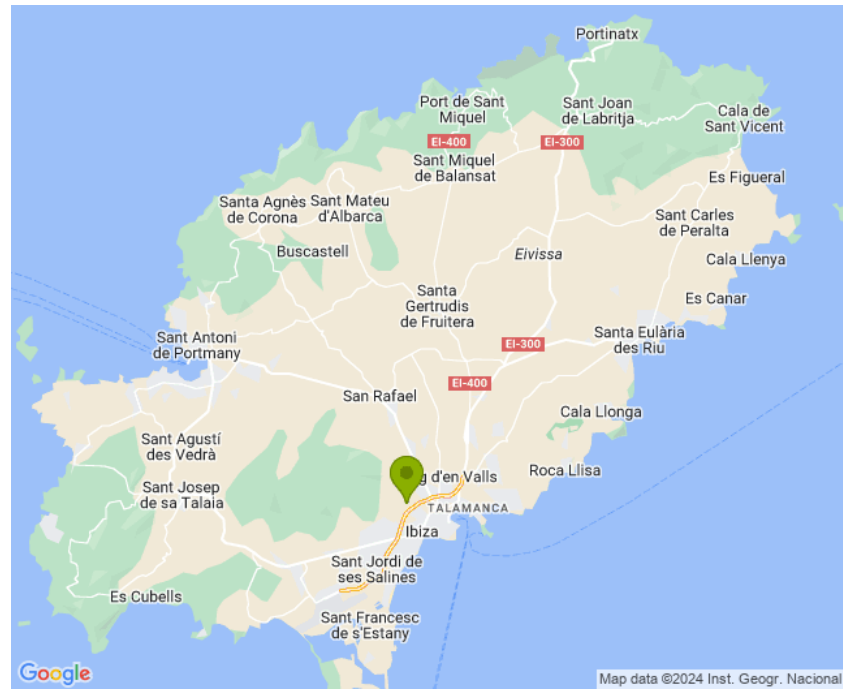 Portinatx
Port de Sant
Miquel
Sant Joan
de Labritja
Cala de
Sant Vicent
EI-400
EI-300
Sant Miquel
de Balansat
Es Figueral
Santa Agnès
de Corona
Sant Mateu
d'Albarca
Sant Carles
de Peralta
Buscastell
Eivissa
Cala Llenya
Santa
Gertrudis
de Fruitera
Es Canar
Sant Antoni
de Portmany
Santa Eulària
des Riu
EI-300
EI-400
San Rafael
Cala Llonga
Sant Agustí
des Vedrà
Roca Llisa
d'en Valls
Sant Josep
de sa Talaia
TALAMANCA
Ibiza
Sant Jordi de
ses Salines
Es Cubells
Sant Francesc
de s'Estany
Google
Map data ©2024 Inst. Geogr. Nacional